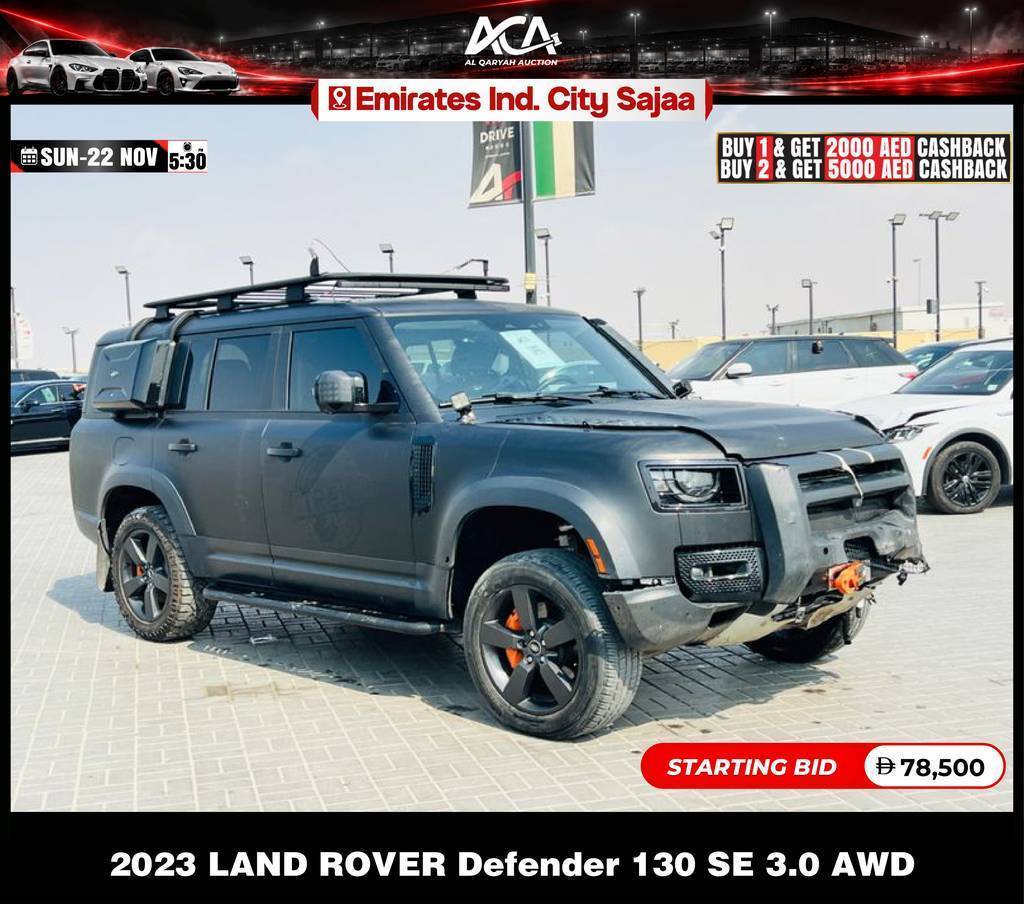 ACA
AL QARYAH AUCTION
Emirates Ind. City Sajaa
SUN-22 NOV 5:30
BUY 1 & GET 2000 AED CASHBACK
BUY 2 & GET 5000 AED CASHBACK
DRIVE
STARTING BID 78,500
2023 LAND ROVER Defender 130 SE 3.0 AWD